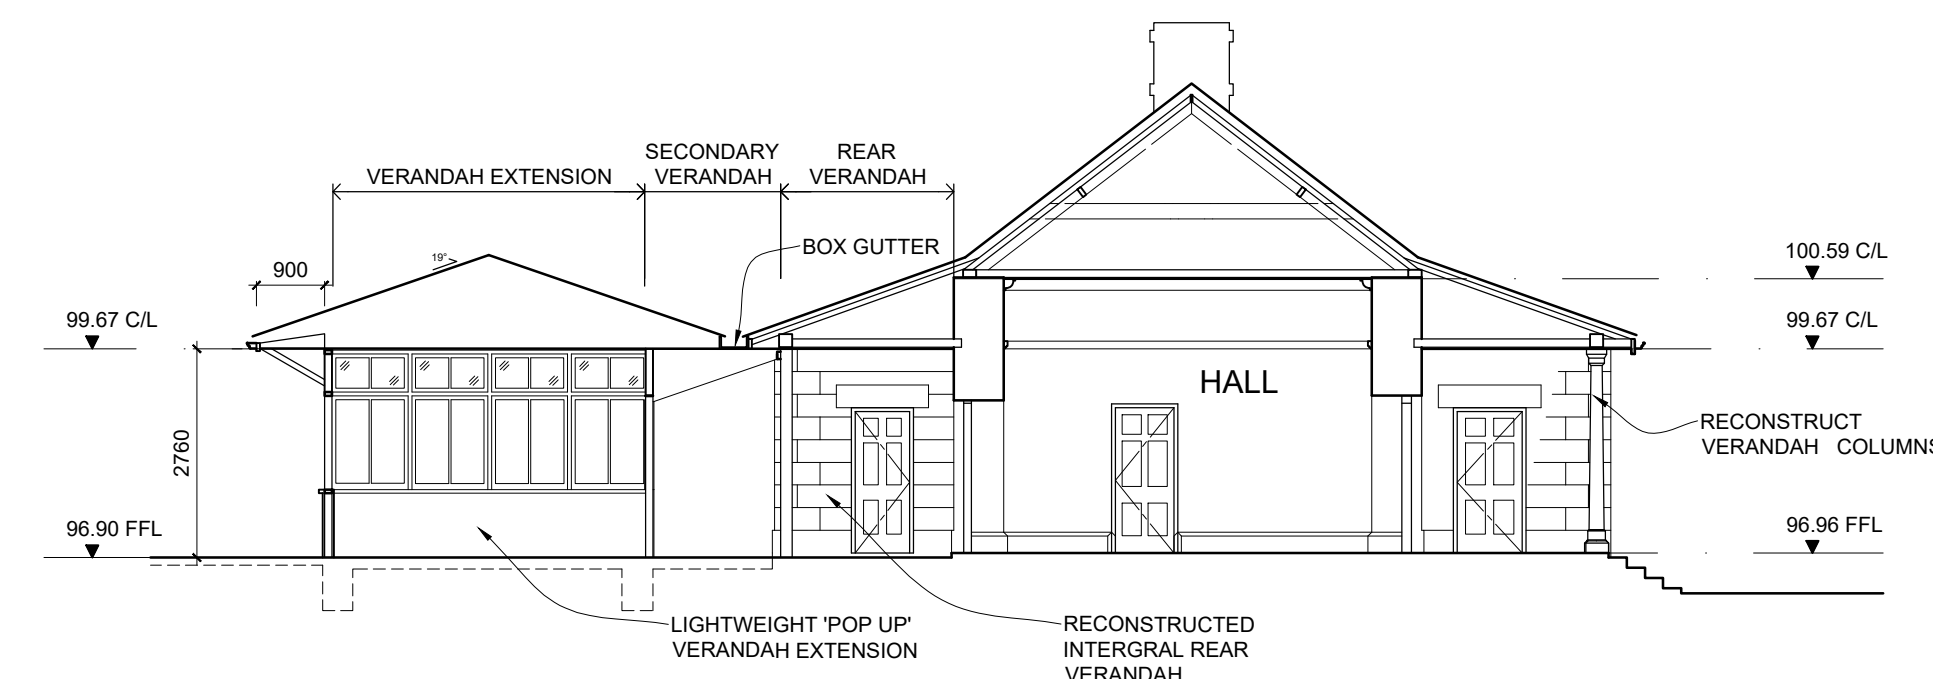 SECONDARY
VERANDAH
REAR
VERANDAH
VERANDAH EXTENSION
BOX GUTTER
19°
900
100.59 C/L
99.67 C/L
99.67 C/L
HALL
RECONSTRUCT
VERANDAH COLUMNS
2760
96.90 FFL
96.96 FFL
LIGHTWEIGHT 'POP UP'
VERANDAH EXTENSION
RECONSTRUCTED
INTERGRAL REAR
VERANDAH